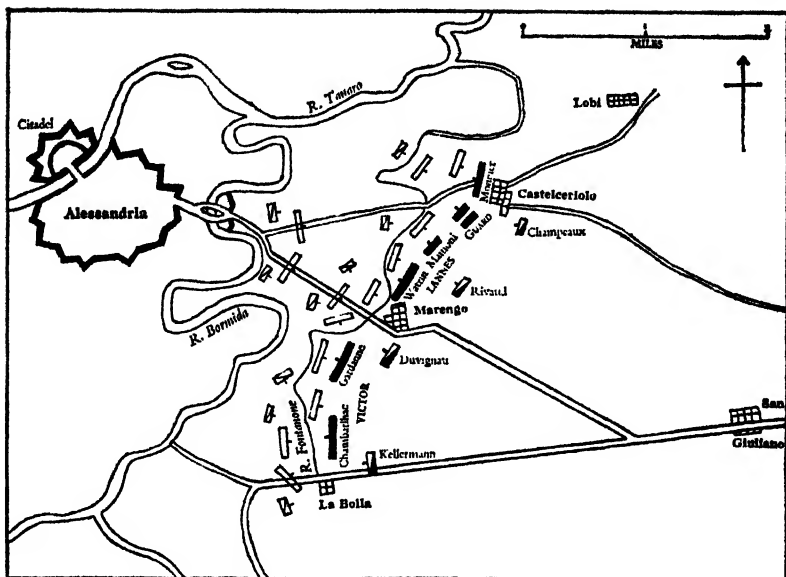 MILES
R. Tanaro
Lobi
Citadel
Alessandria
Monnier
Castelceriolo
GUARD
Champeaux
Mainoni
LANNES
Watrin
Rivaud
Marengo
R. Bormida
Gardanne
Duvignau
VICTOR
Chambarlhac
R. Fontanone
Kellermann
San
Giuliano
La Bolla